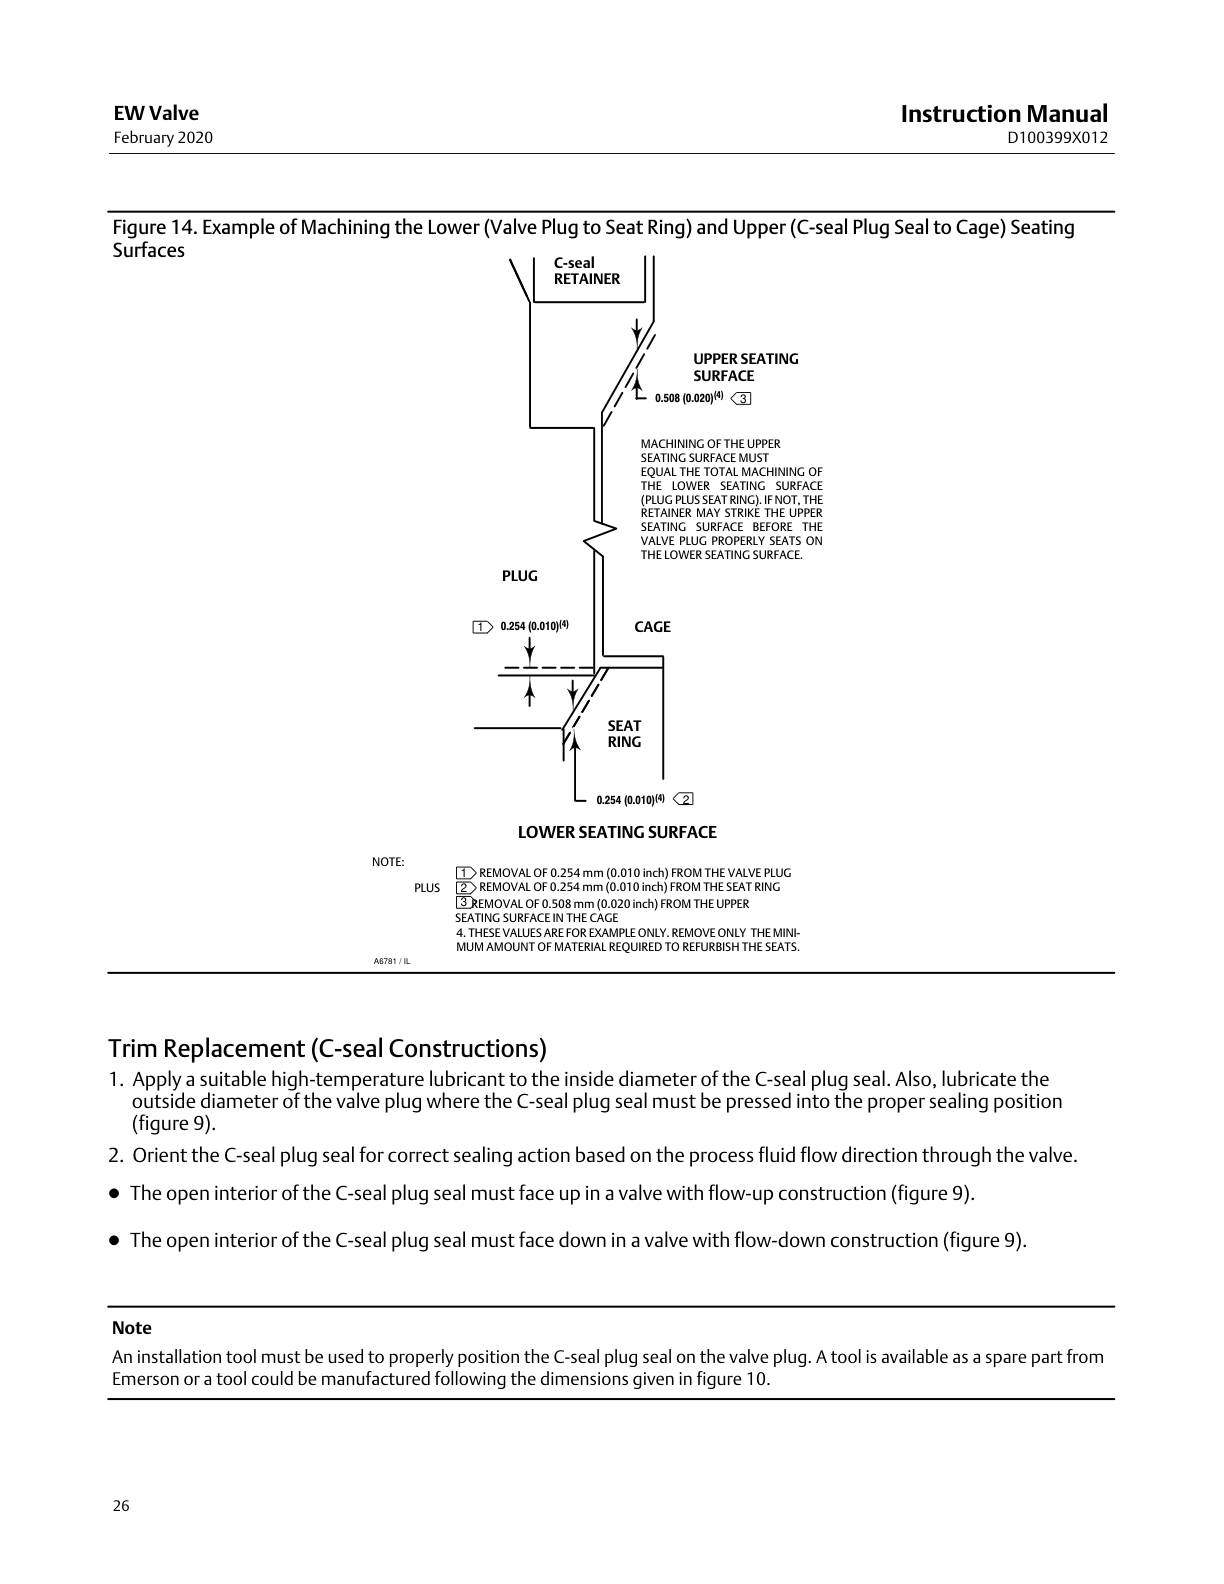 EW Valve
February 2020
Instruction Manual
D100399X012
Figure 14. Example of Machining the Lower (Valve Plug to Seat Ring) and Upper (C-seal Plug Seal to Cage) Seating
Surfaces
C-seal
RETAINER
UPPER SEATING
SURFACE
0.508 (0.020)(4) 3
MACHINING OF THE UPPER
SEATING SURFACE MUST
EQUAL THE TOTAL MACHINING OF
THE LOWER SEATING SURFACE
(PLUG PLUS SEAT RING). IF NOT, THE
RETAINER MAY STRIKE THE UPPER
SEATING SURFACE BEFORE THE
VALVE PLUG PROPERLY SEATS ON
THE LOWER SEATING SURFACE.
PLUG
1 0.254 (0.010)(4)
CAGE
SEAT
RING
0.254 (0.010)(4) 2
LOWER SEATING SURFACE
NOTE:
1 REMOVAL OF 0.254 mm (0.010 inch) FROM THE VALVE PLUG
PLUS 2 REMOVAL OF 0.254 mm (0.010 inch) FROM THE SEAT RING
3 REMOVAL OF 0.508 mm (0.020 inch) FROM THE UPPER
SEATING SURFACE IN THE CAGE
4. THESE VALUES ARE FOR EXAMPLE ONLY. REMOVE ONLY THE MINI-
MUM AMOUNT OF MATERIAL REQUIRED TO REFURBISH THE SEATS.
A6781 / IL
Trim Replacement (C-seal Constructions)
1. Apply a suitable high-temperature lubricant to the inside diameter of the C-seal plug seal. Also, lubricate the
outside diameter of the valve plug where the C-seal plug seal must be pressed into the proper sealing position
(figure 9).
2. Orient the C-seal plug seal for correct sealing action based on the process fluid flow direction through the valve.
● The open interior of the C-seal plug seal must face up in a valve with flow-up construction (figure 9).
● The open interior of the C-seal plug seal must face down in a valve with flow-down construction (figure 9).
Note
An installation tool must be used to properly position the C-seal plug seal on the valve plug. A tool is available as a spare part from
Emerson or a tool could be manufactured following the dimensions given in figure 10.
26